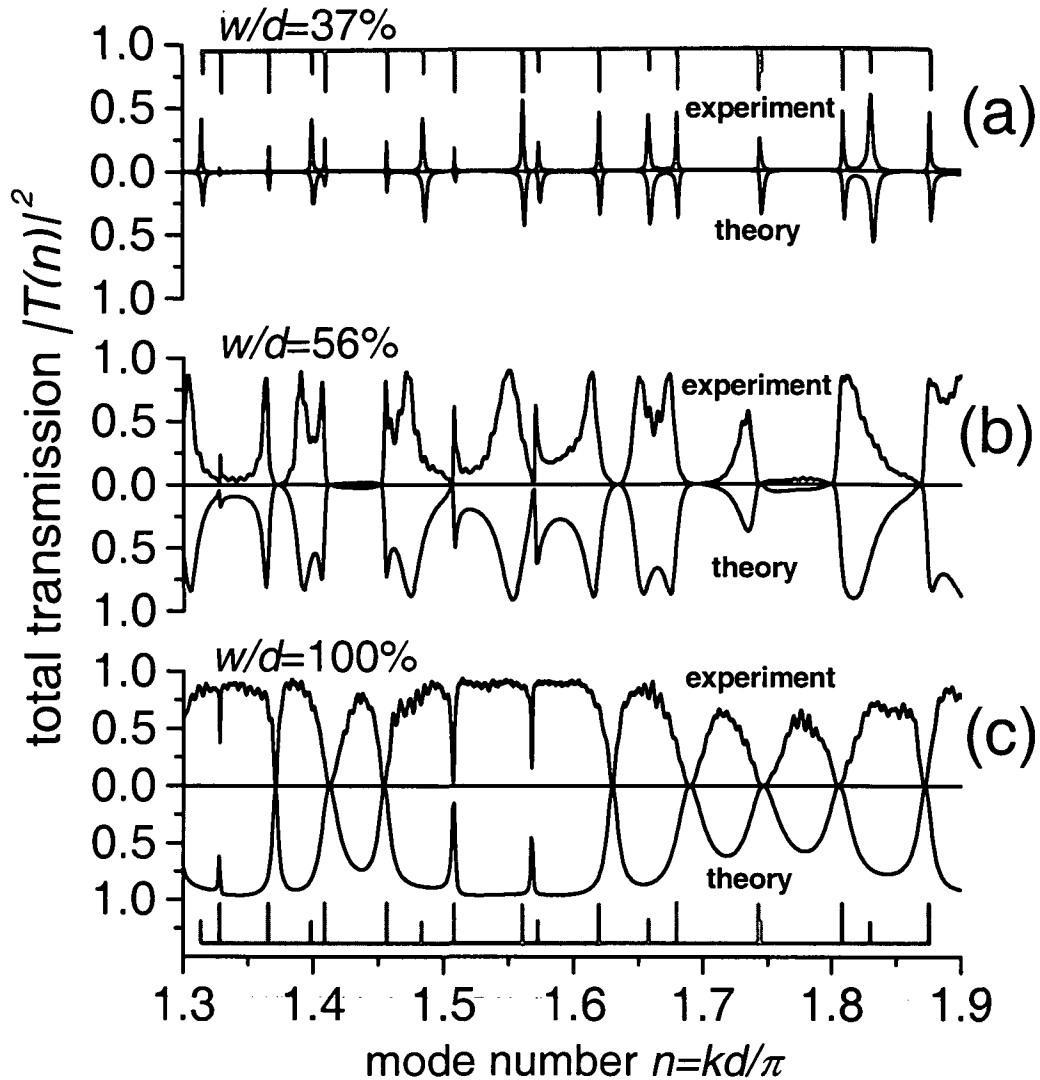 w/d=37%
1.0
0.5
0.0
0.5
1.0
experiment
theory
(a)
total transmission |T(n)|²
w/d=56%
1.0
0.5
0.0
0.5
1.0
experiment
theory
(b)
w/d=100%
1.0
0.5
0.0
0.5
1.0
experiment
theory
(c)
1.3 1.4 1.5 1.6 1.7 1.8 1.9
mode number n=kd/π